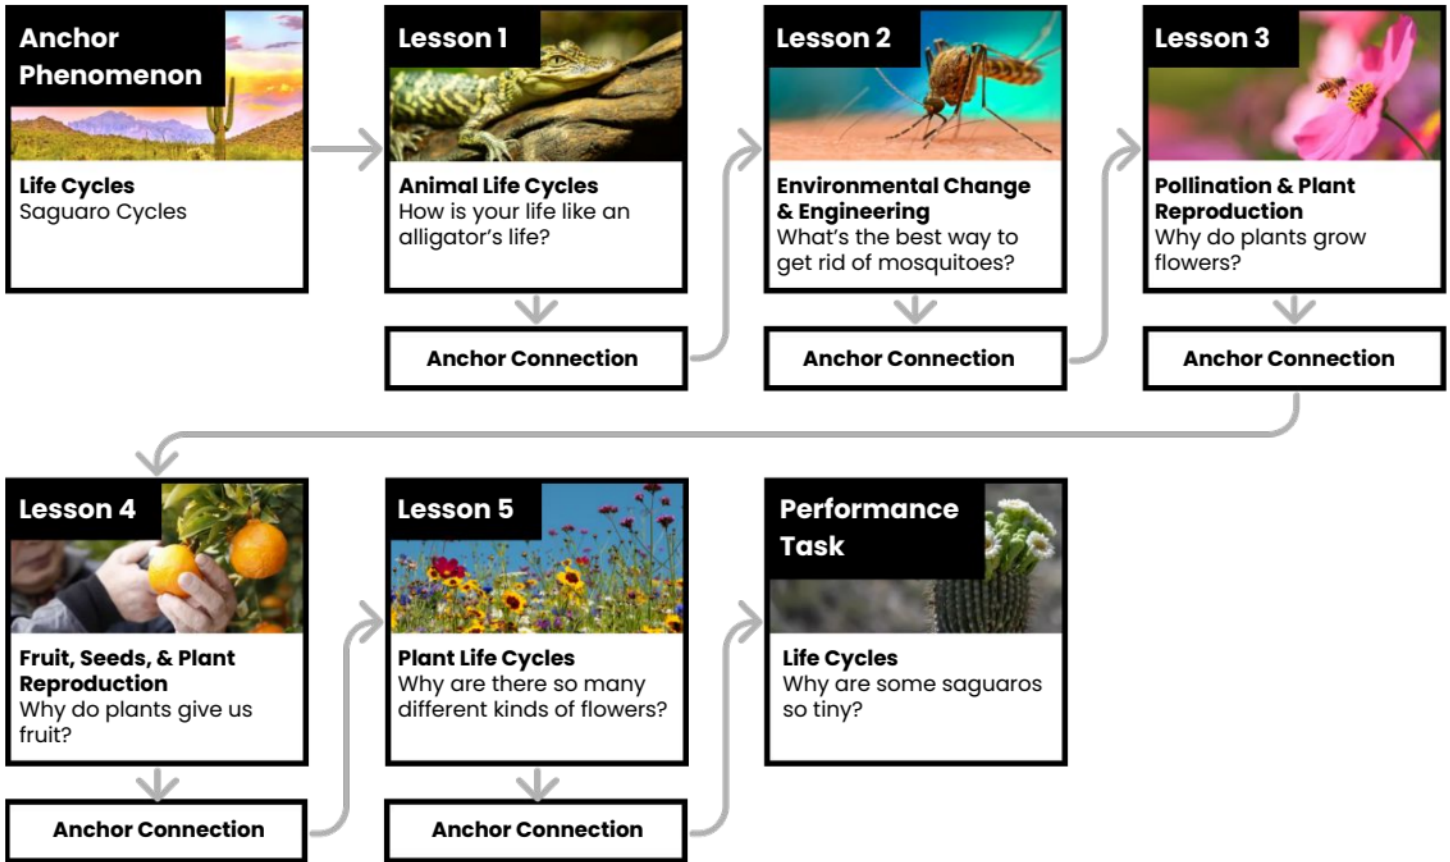 Anchor
Phenomenon
Life Cycles
Saguaro Cycles
Lesson 1
Animal Life Cycles
How is your life like an
alligator's life?
Anchor Connection
Lesson 2
Environmental Change
& Engineering
What's the best way to
get rid of mosquitoes?
Anchor Connection
Lesson 3
Pollination & Plant
Reproduction
Why do plants grow
flowers?
Anchor Connection
Lesson 4
Fruit, Seeds, & Plant
Reproduction
Why do plants give us
fruit?
Anchor Connection
Lesson 5
Plant Life Cycles
Why are there so many
different kinds of flowers?
Anchor Connection
Performance
Task
Life Cycles
Why are some saguaros
so tiny?